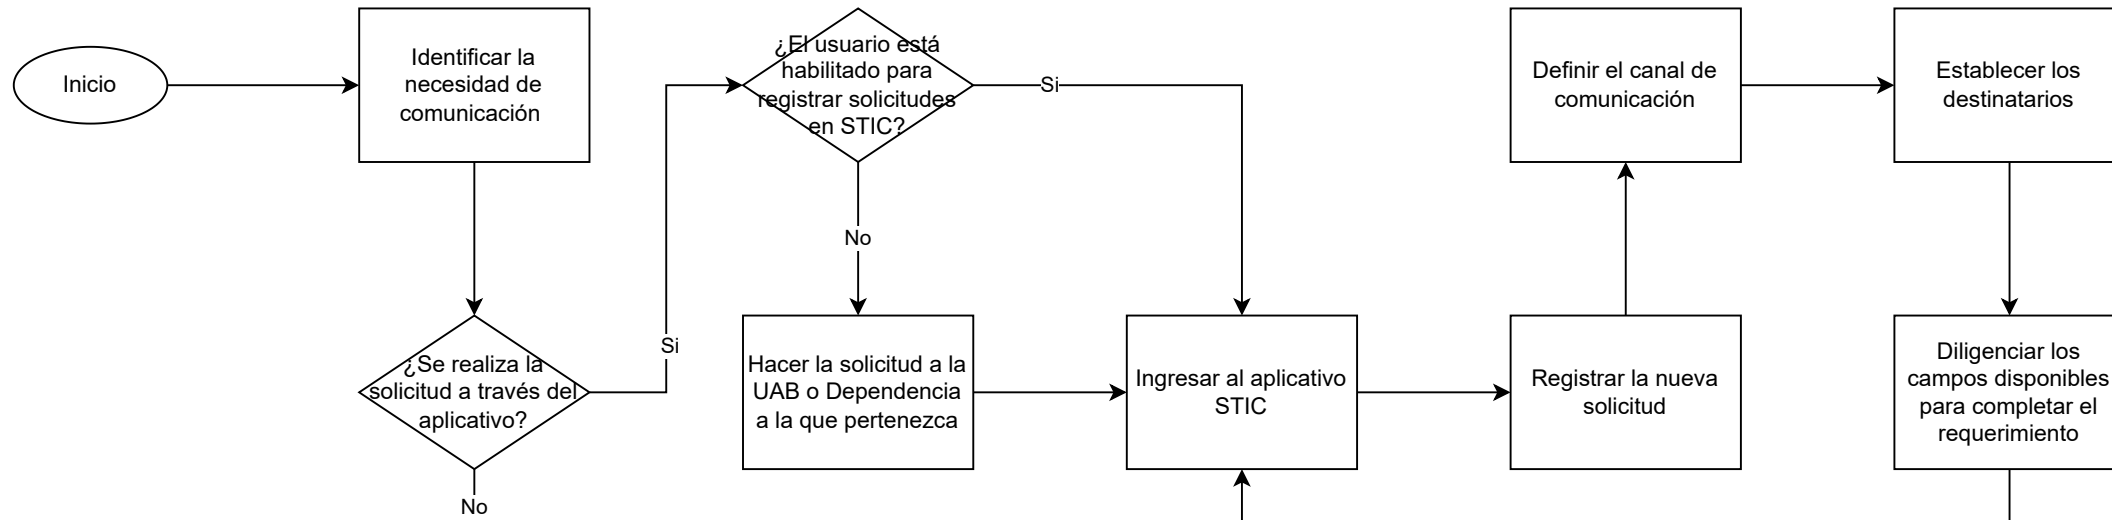 Inicio
Identificar la
necesidad de
comunicación
¿Se realiza la
solicitud a través del
aplicativo?
No
Si
¿El usuario está
habilitado para
registrar solicitudes
en STIC?
Si
No
Hacer la solicitud a la
UAB o Dependencia
a la que pertenezca
Ingresar al aplicativo
STIC
Registrar la nueva
solicitud
Definir el canal de
comunicación
Establecer los
destinatarios
Diligenciar los
campos disponibles
para completar el
requerimiento